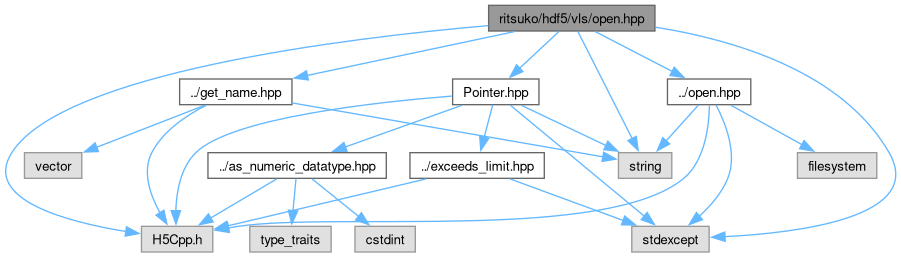 ritsuko/hdf5/vls/open.hpp
../get_name.hpp
Pointer.hpp
../open.hpp
vector
../as_numeric_datatype.hpp
../exceeds_limit.hpp
string
filesystem
H5Cpp.h
type_traits
cstdint
stdexcept